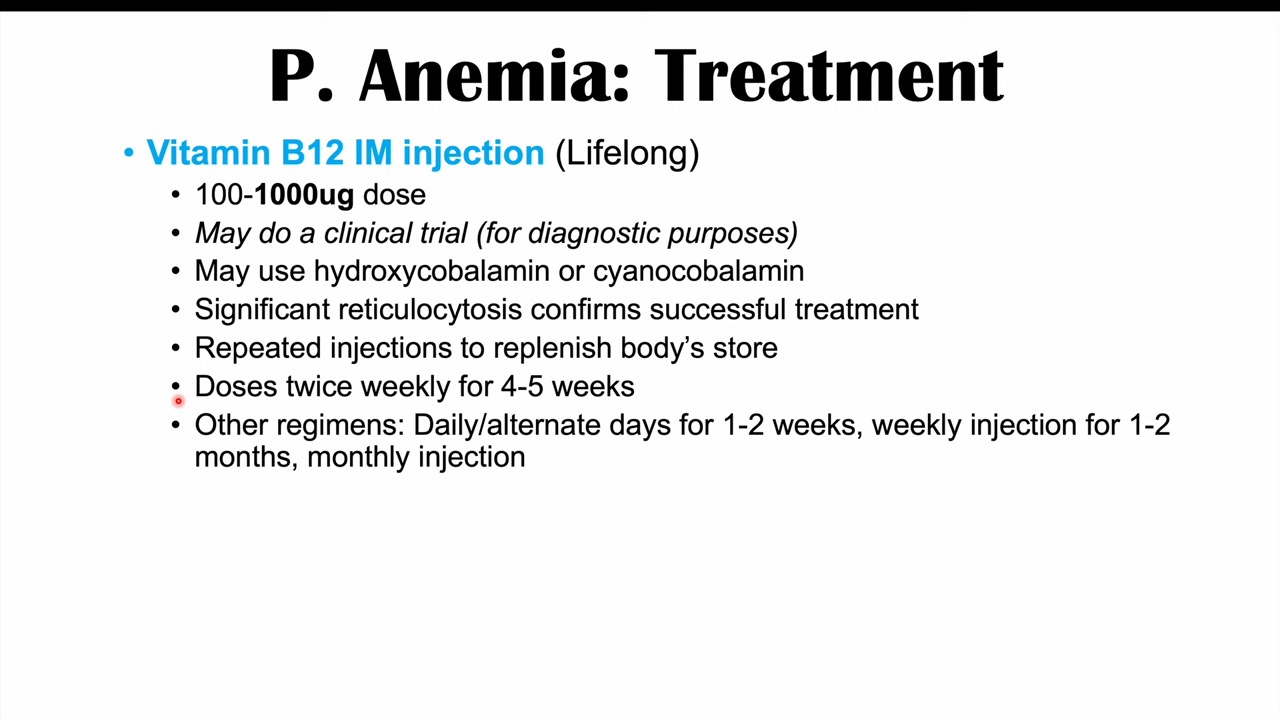 P. Anemia: Treatment
• Vitamin B12 IM injection (Lifelong)
• 100-1000ug dose
• May do a clinical trial (for diagnostic purposes)
• May use hydroxycobalamin or cyanocobalamin
• Significant reticulocytosis confirms successful treatment
• Repeated injections to replenish body’s store
• Doses twice weekly for 4-5 weeks
• Other regimens: Daily/alternate days for 1-2 weeks, weekly injection for 1-2
months, monthly injection